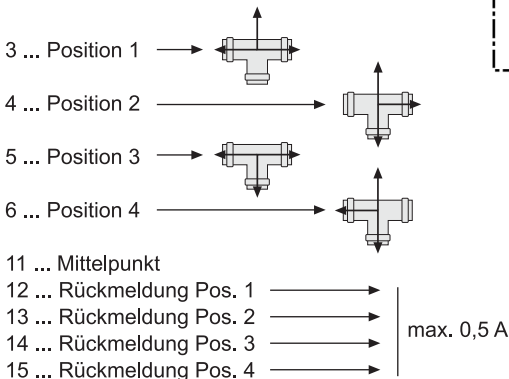 3 ... Position 1
4 ... Position 2
5 ... Position 3
6 ... Position 4
11 ... Mittelpunkt
12 ... Rückmeldung Pos. 1
13 ... Rückmeldung Pos. 2
14 ... Rückmeldung Pos. 3
15 ... Rückmeldung Pos. 4
max. 0,5 A